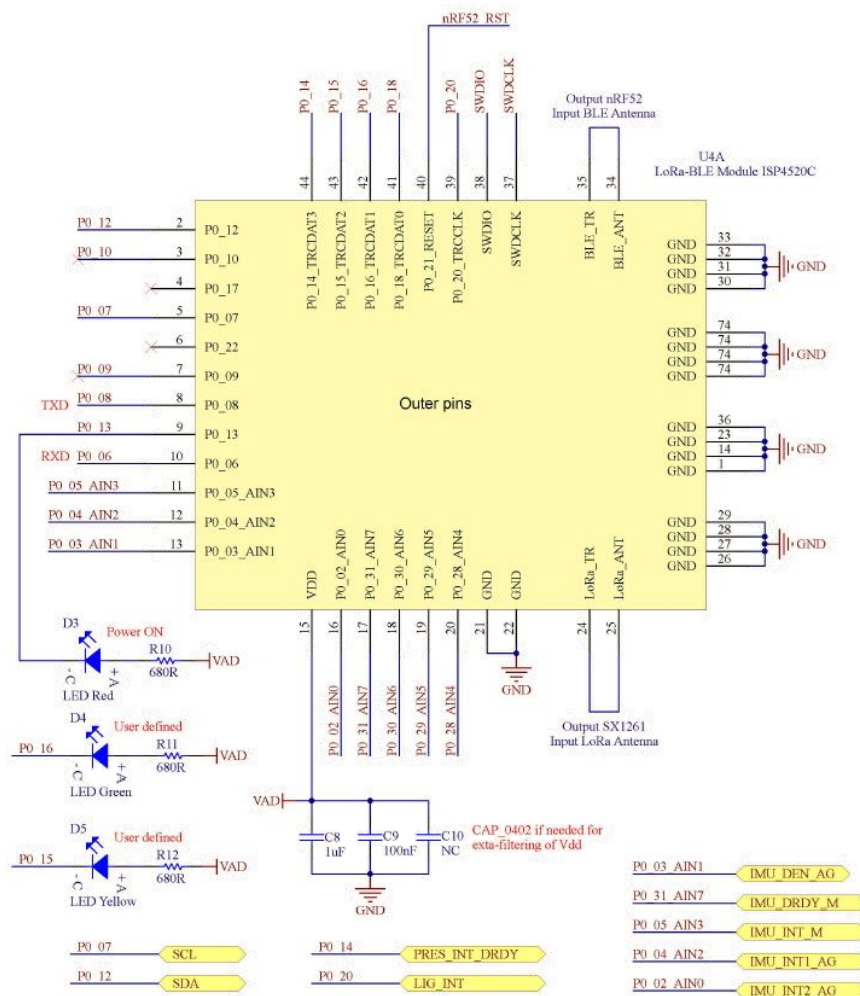 nRF52_RST
P0_14
P0_15
P0_16
P0_18
P0_20
SWDIO
SWDCLK
Output nRF52
Input BLE Antenna
U4A
LoRa-BLE Module ISP4520C
44
43
42
41
40
39
38
37
35
34
P0_14_TRCDAT3
P0_15_TRCDAT2
P0_16_TRCDAT1
P0_18_TRCDAT0
P0_21_RESET
P0_20_TRCCLK
SWDIO
SWDCLK
BLE_TR
BLE_ANT
P0_12 2 P0_12
P0_10 3 P0_10
4 P0_17
P0_07 5 P0_07
6 P0_22
P0_09 7 P0_09
TXD P0_08 8 P0_08
P0_13 9 P0_13
RXD P0_06 10 P0_06
P0_05_AIN3 11 P0_05_AIN3
P0_04_AIN2 12 P0_04_AIN2
P0_03_AIN1 13 P0_03_AIN1
Outer pins
GND 33
GND 32
GND 31
GND 30
GND
GND 74
GND 74
GND 74
GND 74
GND
GND 36
GND 23
GND 14
GND 1
GND
GND 29
GND 28
GND 27
GND 26
GND
VDD
P0_02_AIN0
P0_31_AIN7
P0_30_AIN6
P0_29_AIN5
P0_28_AIN4
GND
GND
LoRa_TR
LoRa_ANT
15
16
17
18
19
20
21
22
24
25
P0_02_AIN0
P0_31_AIN7
P0_30_AIN6
P0_29_AIN5
P0_28_AIN4
GND
Output SX1261
Input LoRa Antenna
D3
Power ON
R10
680R
VAD
- C
+A
LED Red
D4
User defined
P0_16
R11
680R
VAD
- C
+A
LED Green
D5
User defined
P0_15
R12
680R
VAD
- C
+A
LED Yellow
VAD
C8
1uF
C9
100nF
C10
NC
CAP_0402 if needed for
exta-filtering of Vdd
GND
P0_07 SCL
P0_12 SDA
P0_14 PRES_INT_DRDY
P0_20 LIG_INT
P0_03_AIN1 IMU_DEN_AG
P0_31_AIN7 IMU_DRDY_M
P0_05_AIN3 IMU_INT_M
P0_04_AIN2 IMU_INT1_AG
P0_02_AIN0 IMU_INT2_AG